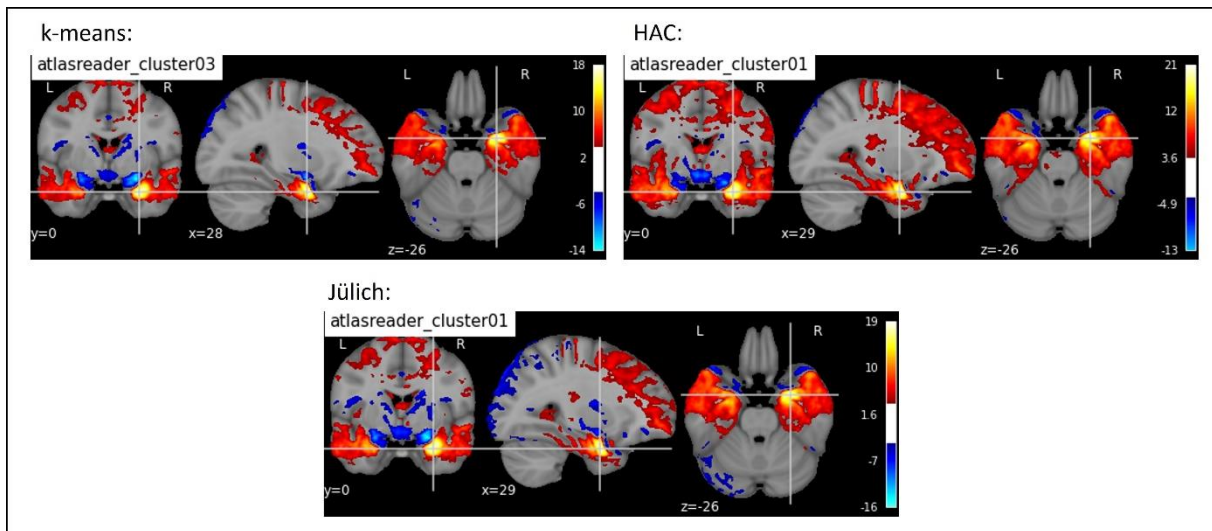 k-means:
atlasreader_cluster03
L R
y=0
x=28
L R
z=-26
18
10
2
-6
-14
HAC:
atlasreader_cluster01
L R
y=0
x=29
L R
z=-26
21
12
3.6
-4.9
-13
Jülich:
atlasreader_cluster01
L R
y=0
x=29
L R
z=-26
19
10
1.6
-7
-16